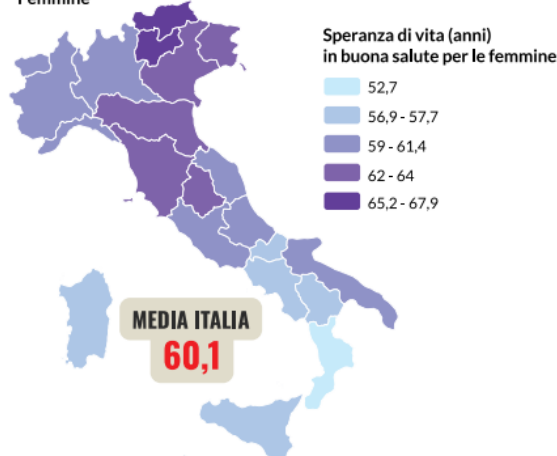 Femmine
Speranza di vita (anni)
in buona salute per le femmine
52,7
56,9 - 57,7
59 - 61,4
62 - 64
65,2 - 67,9
MEDIA ITALIA
60,1